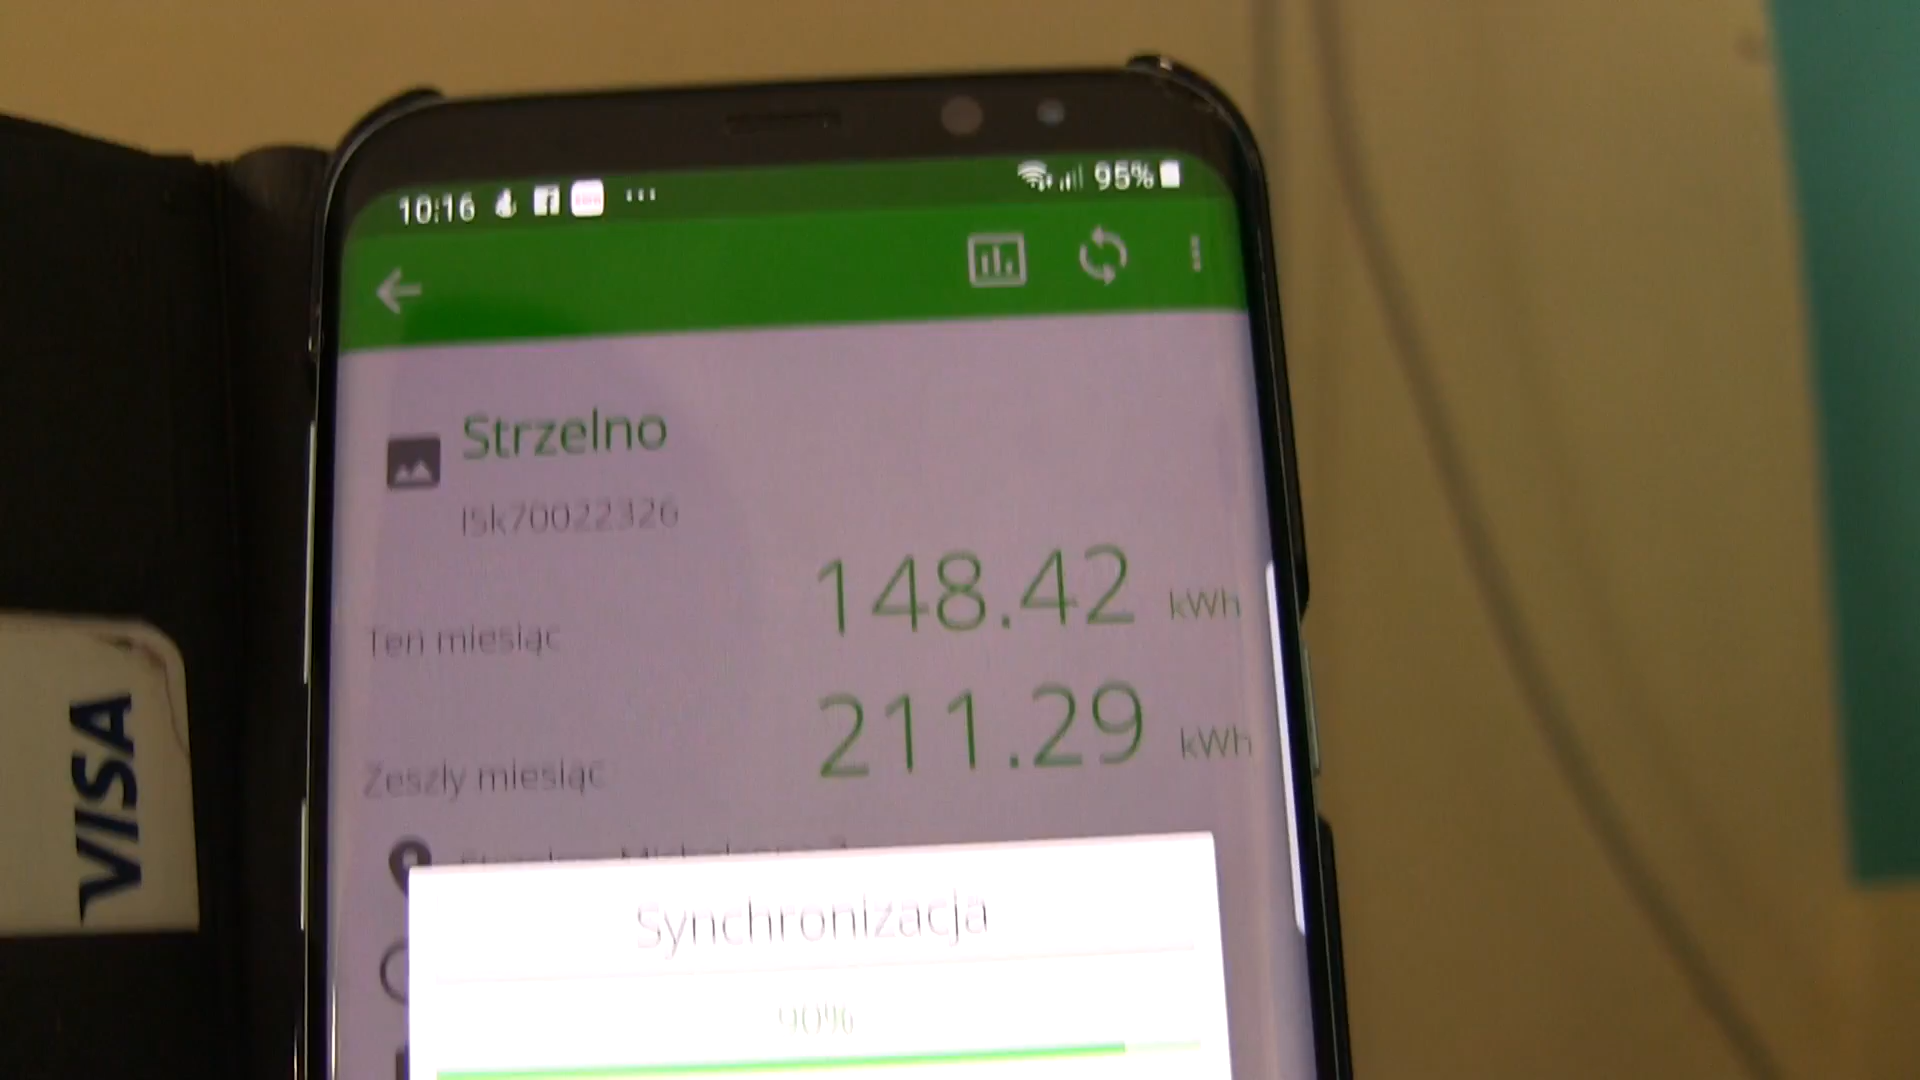 10:16
95%
Strzelno
ISk70022326
Ten miesiąc
148.42 kWh
Zeszły miesiąc
211.29 kWh
Synchronizacja
90%
VISA